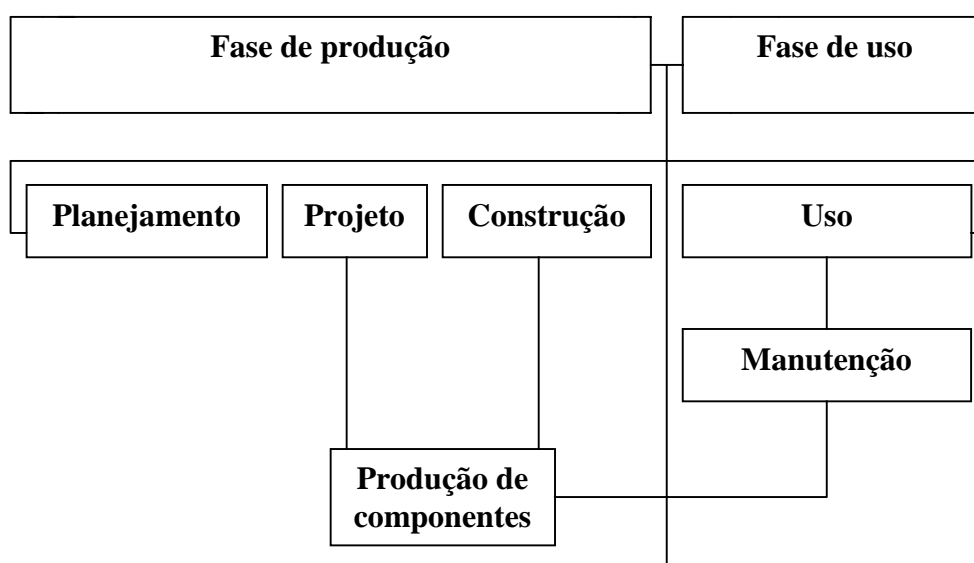 Fase de produção
Fase de uso
Planejamento
Projeto
Construção
Uso
Manutenção
Produção de
componentes